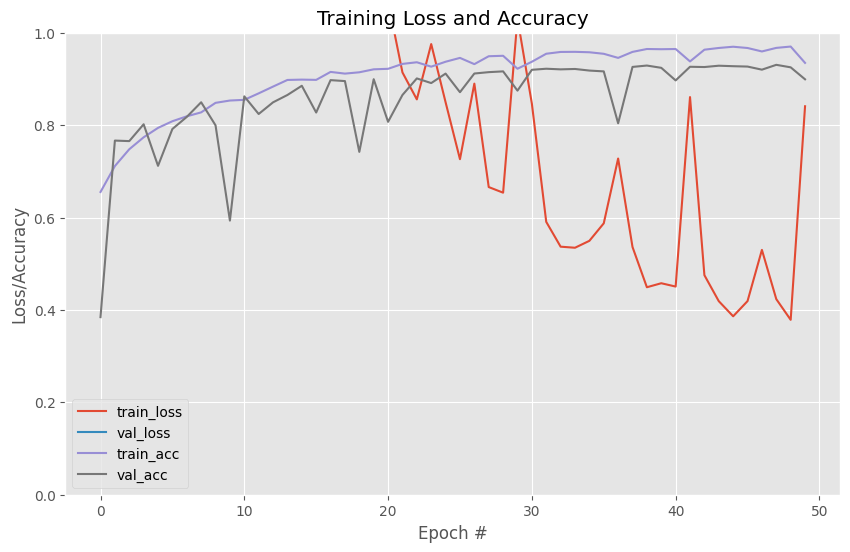 Training Loss and Accuracy
1.0
0.8
0.6
0.4
0.2
0.0
Loss/Accuracy
train_loss
val_loss
train_acc
val_acc
0
10
20
30
40
50
Epoch #